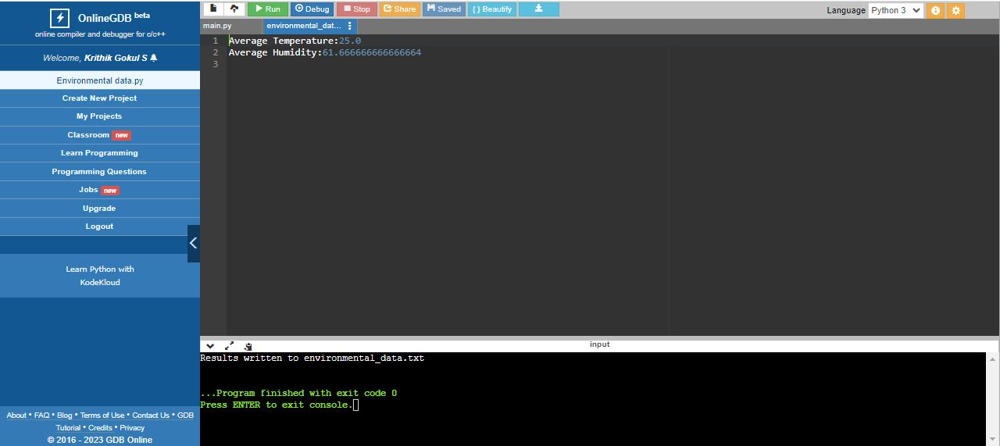 OnlineGDB beta
online compiler and debugger for c/c++
Welcome, Krithik Gokul S
Environmental data.py
Create New Project
My Projects
Classroom new
Learn Programming
Programming Questions
Jobs new
Upgrade
Logout
Learn Python with
KodeKloud
About • FAQ • Blog • Terms of Use • Contact Us • GDB
Tutorial • Credits • Privacy
© 2016 - 2023 GDB Online
Run Debug Stop Share Saved { } Beautify
Language Python 3
main.py environmental_dat...
1 Average Temperature:25.0
2 Average Humidity:61.666666666666664
3
input
Results written to environmental_data.txt
...Program finished with exit code 0
Press ENTER to exit console.